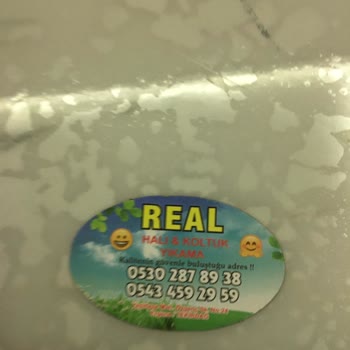 REAL
HALI & KOLTUK
YIKAMA
Kalitenin güvenle buluştuğu adres !!
0530 287 89 38
0543 459 29 59